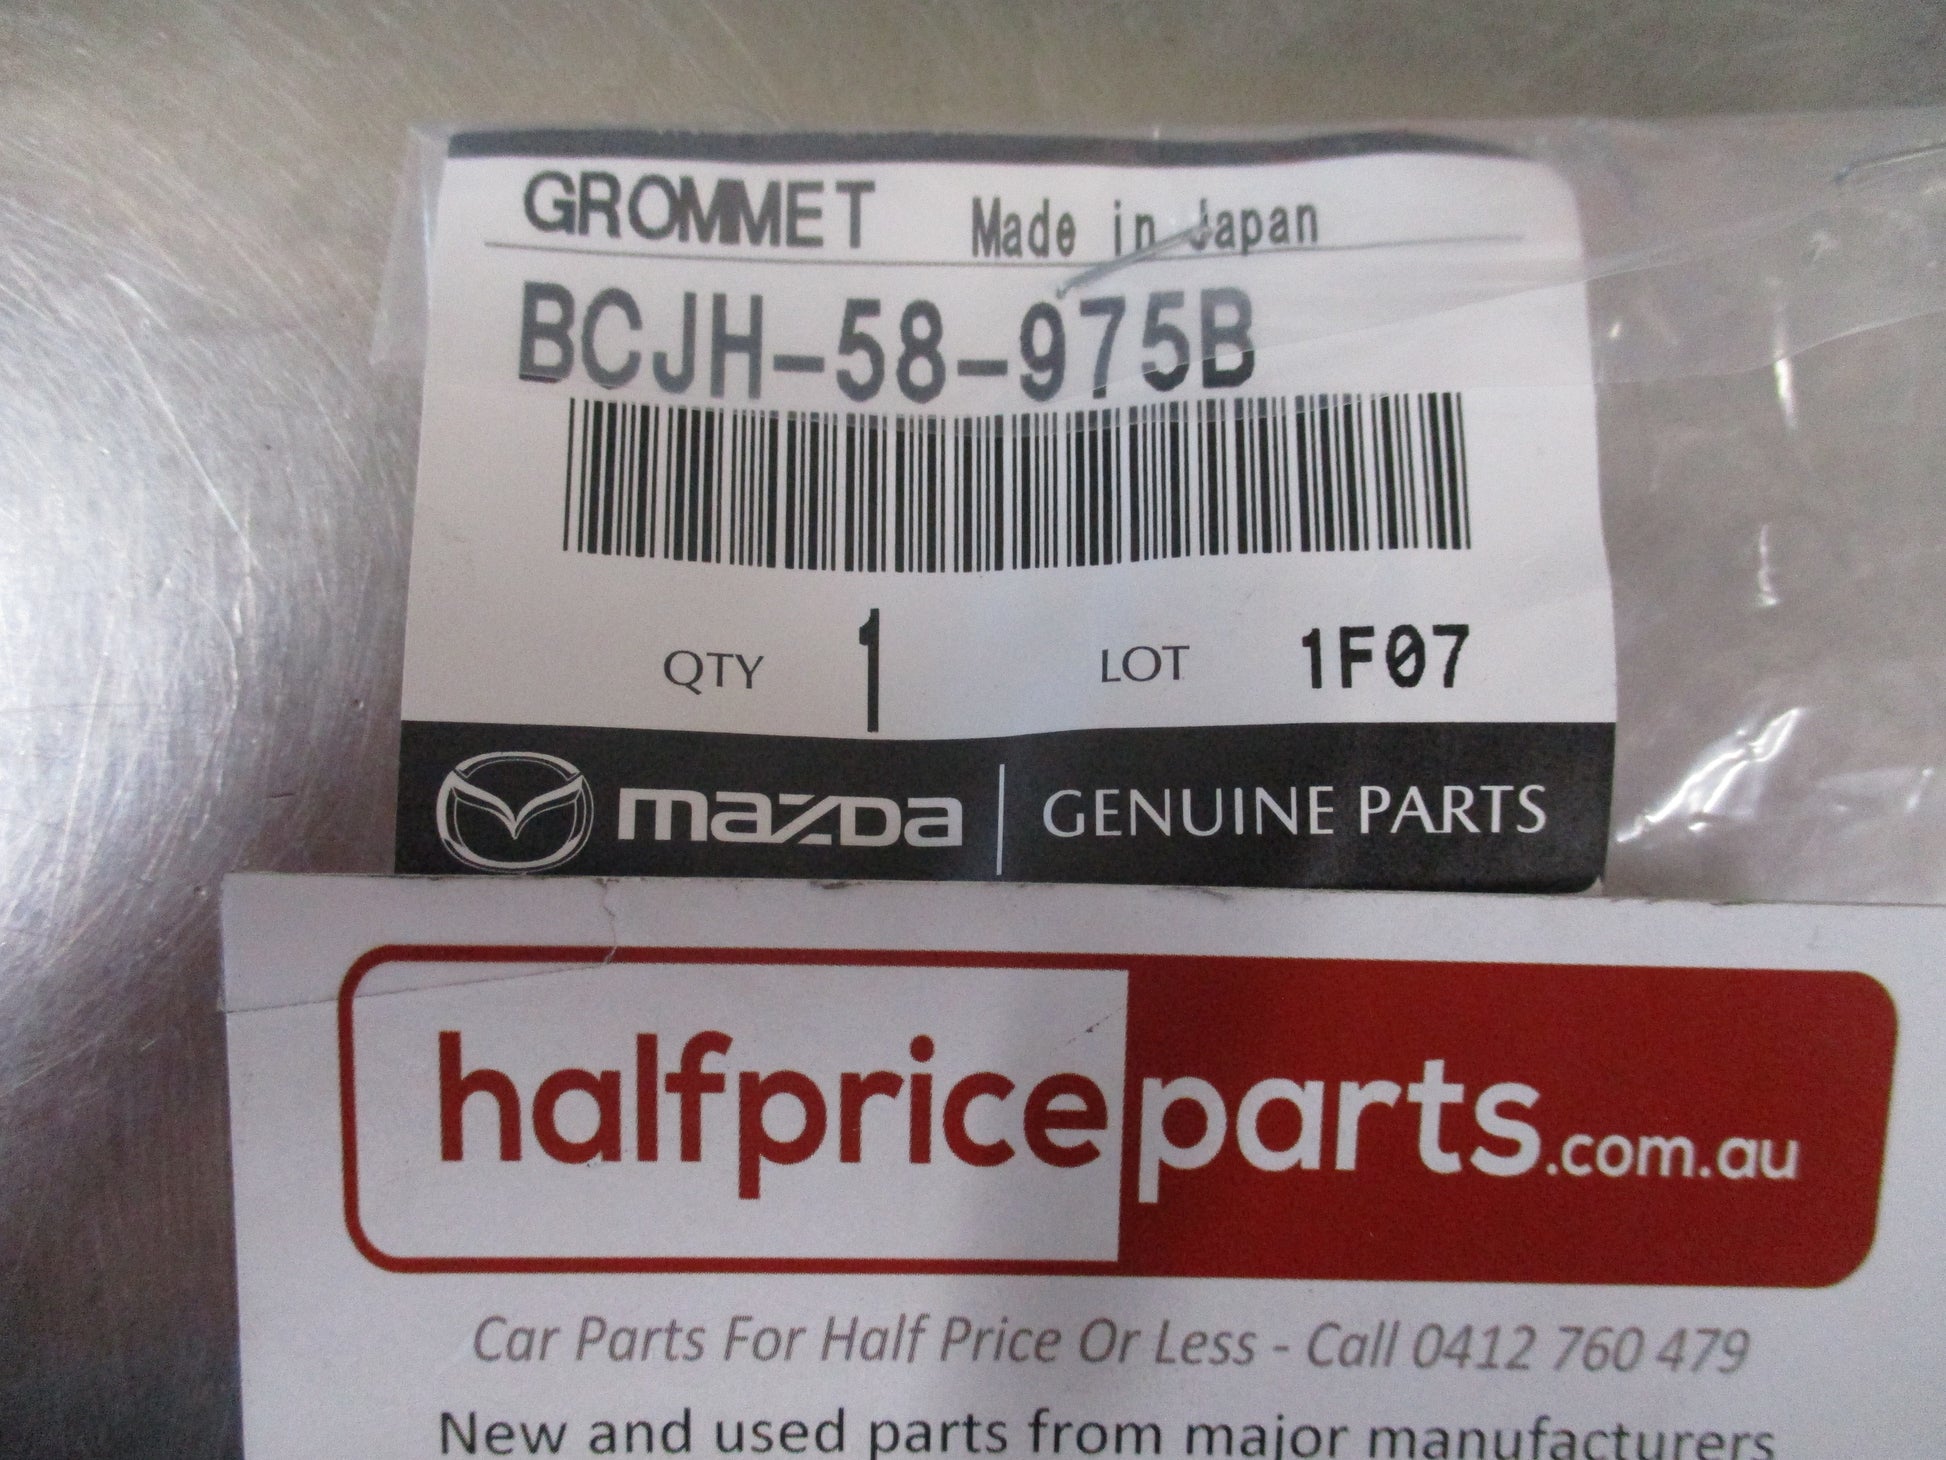 GROMMET Made in Japan
BCJH-58-975B
QTY 1 LOT 1F07
mazda GENUINE PARTS
halfpriceparts.com.au
Car Parts For Half Price Or Less - Call 0412 760 479
New and used parts from major manufacturers